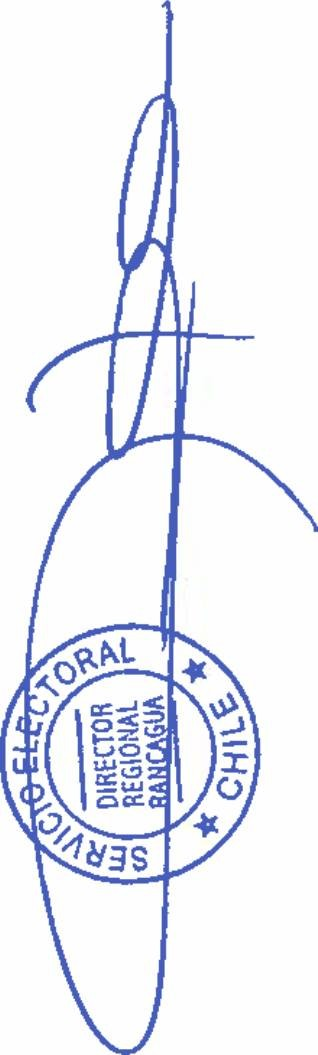 SERVICIO ELECTORAL
DIRECTOR
REGIONAL
RANCAGUA
★ CHILE ★